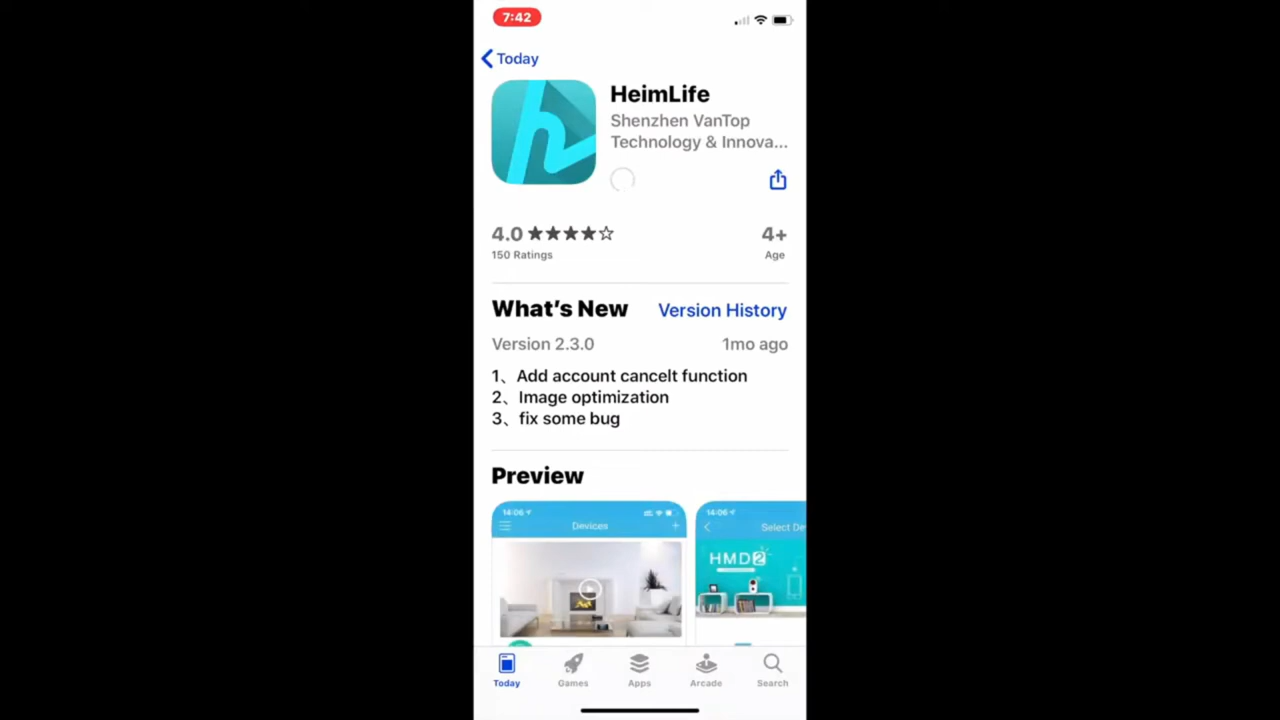 7:42
Today
HeimLife
Shenzhen VanTop
Technology & Innova...
4.0
150 Ratings
4+
Age
What's New
Version History
Version 2.3.0
1mo ago
1、Add account cancelt function
2、Image optimization
3、fix some bug
Preview
14:06
Devices
14:06
Select De
HMD2
Today
Games
Apps
Arcade
Search